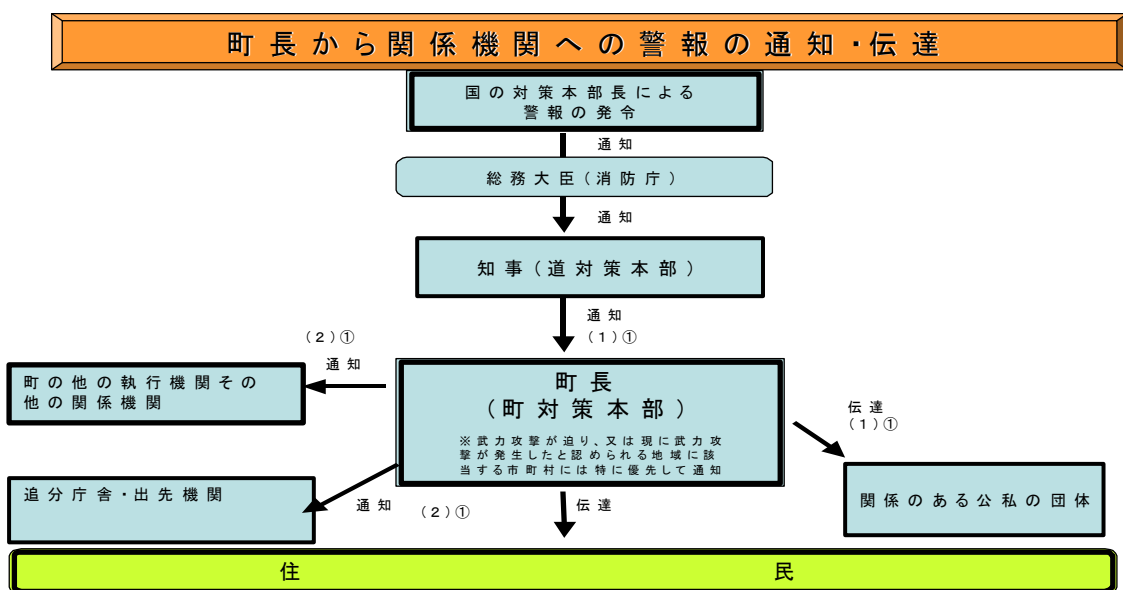 町長から関係機関への警報の通知・伝達
国の対策本部長による
警報の発令
通知
総務大臣(消防庁)
通知
知事(道対策本部)
通知
(1)①
(2)①
通知
町の他の執行機関その
他の関係機関
町長
(町対策本部)
※武力攻撃が迫り、又は現に武力攻
撃が発生したと認められる地域に該
当する市町村には特に優先して通知
伝達
(1)①
追分庁舎・出先機関
通知
(2)①
伝達
関係のある公私の団体
住民